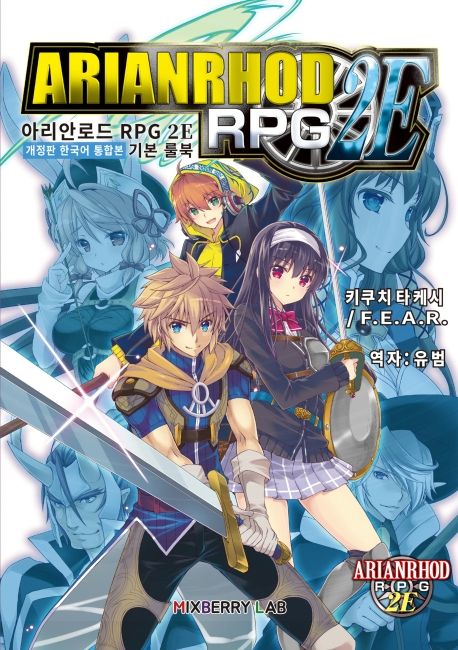 ARIANRHOD
RPG 2E
아리안로드 RPG 2E
개정판 한국어 통합본 기본 룰북
키쿠치 타케시
/ F.E.A.R.
역자: 유범
ARIANRHOD
R(P)G
2E
MIXBERRY LAB